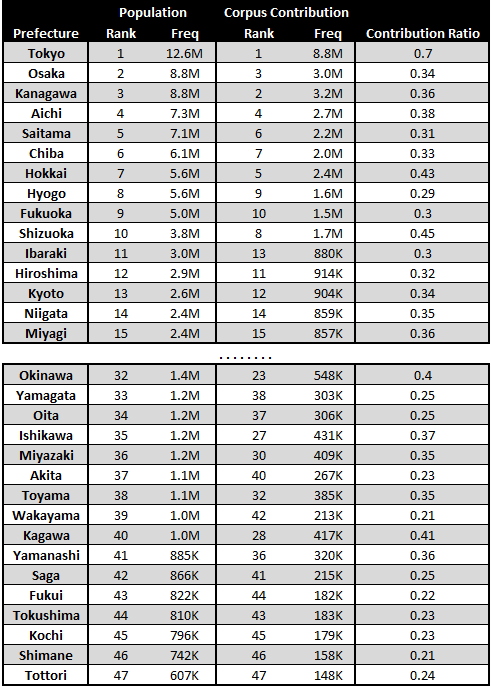 Population Corpus Contribution
Prefecture Rank Freq Rank Freq Contribution Ratio
Tokyo 1 12.6M 1 8.8M 0.7
Osaka 2 8.8M 3 3.0M 0.34
Kanagawa 3 8.8M 2 3.2M 0.36
Aichi 4 7.3M 4 2.7M 0.38
Saitama 5 7.1M 6 2.2M 0.31
Chiba 6 6.1M 7 2.0M 0.33
Hokkai 7 5.6M 5 2.4M 0.43
Hyogo 8 5.6M 9 1.6M 0.29
Fukuoka 9 5.0M 10 1.5M 0.3
Shizuoka 10 3.8M 8 1.7M 0.45
Ibaraki 11 3.0M 13 880K 0.3
Hiroshima 12 2.9M 11 914K 0.32
Kyoto 13 2.6M 12 904K 0.34
Niigata 14 2.4M 14 859K 0.35
Miyagi 15 2.4M 15 857K 0.36
. . . . . . . .
Okinawa 32 1.4M 23 548K 0.4
Yamagata 33 1.2M 38 303K 0.25
Oita 34 1.2M 37 306K 0.25
Ishikawa 35 1.2M 27 431K 0.37
Miyazaki 36 1.2M 30 409K 0.35
Akita 37 1.1M 40 267K 0.23
Toyama 38 1.1M 32 385K 0.35
Wakayama 39 1.0M 42 213K 0.21
Kagawa 40 1.0M 28 417K 0.41
Yamanashi 41 885K 36 320K 0.36
Saga 42 866K 41 215K 0.25
Fukui 43 822K 44 182K 0.22
Tokushima 44 810K 43 183K 0.23
Kochi 45 796K 45 179K 0.23
Shimane 46 742K 46 158K 0.21
Tottori 47 607K 47 148K 0.24